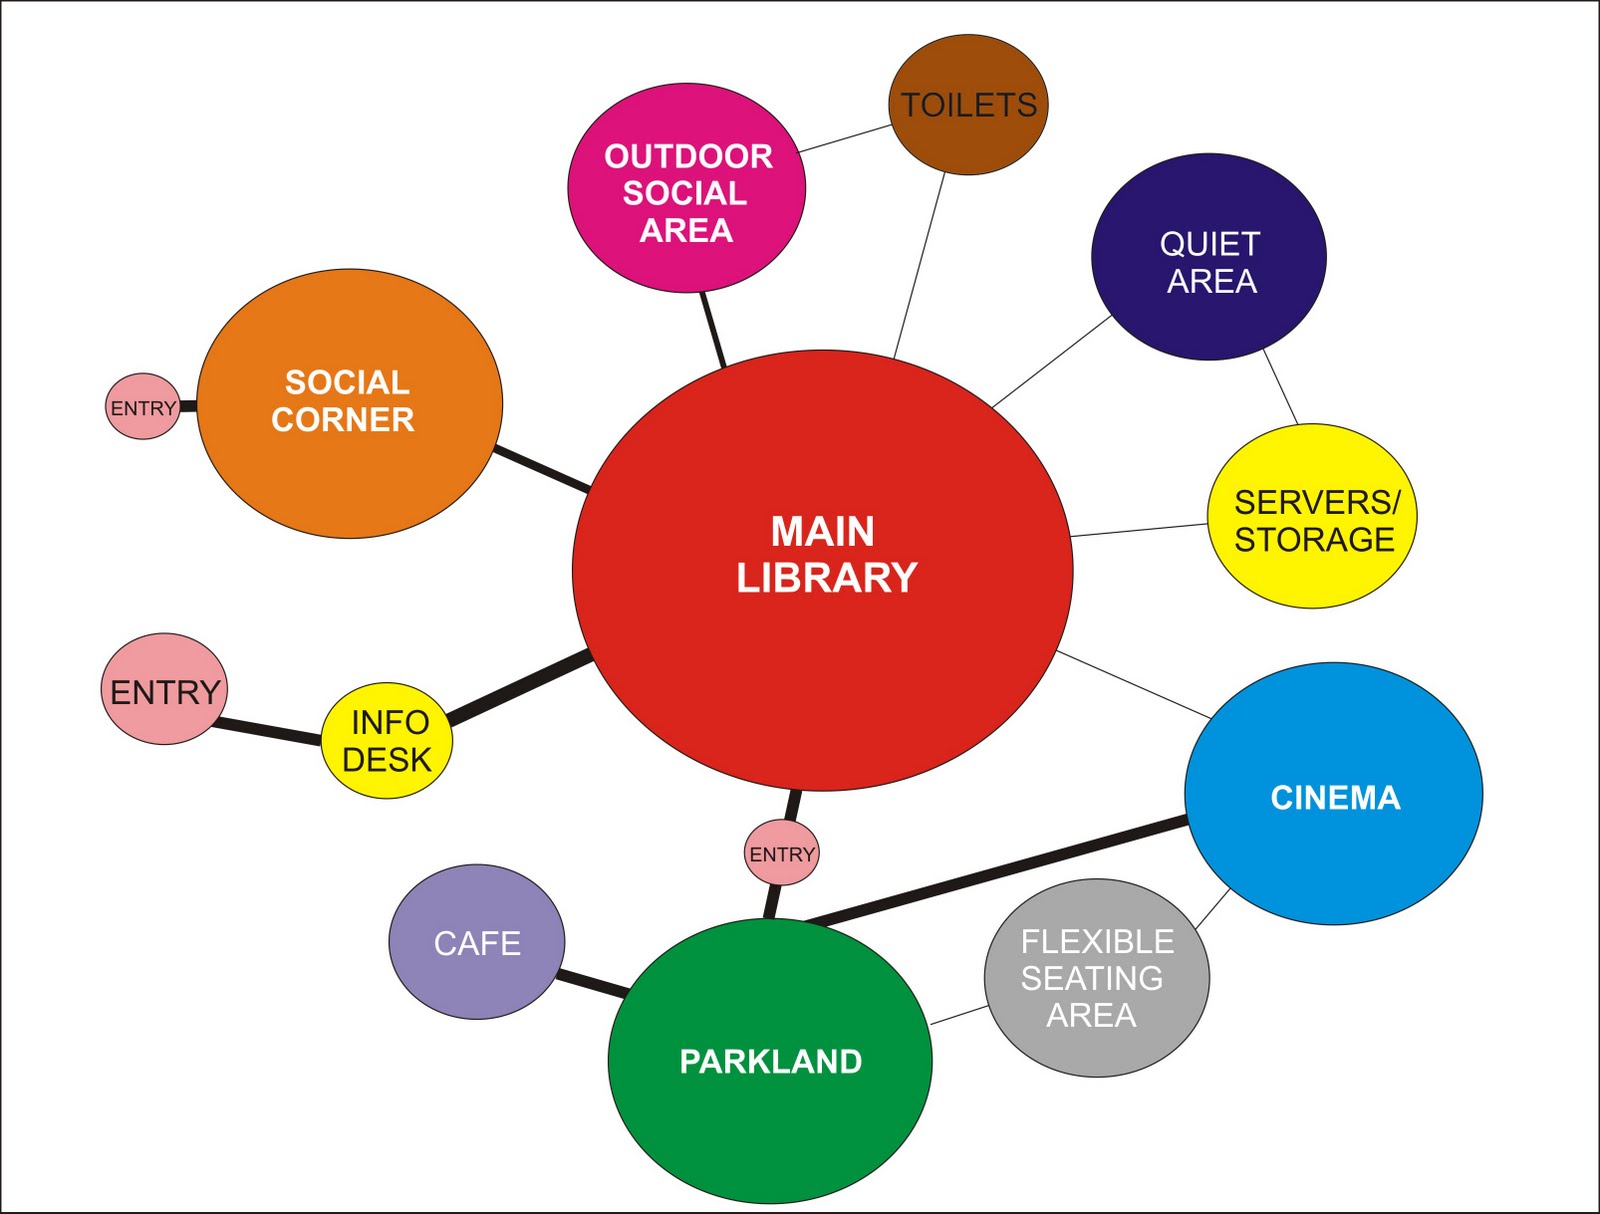 TOILETS
OUTDOOR
SOCIAL
AREA
QUIET
AREA
SOCIAL
CORNER
ENTRY
SERVERS/
STORAGE
MAIN
LIBRARY
ENTRY
INFO
DESK
CINEMA
ENTRY
CAFE
FLEXIBLE
SEATING
AREA
PARKLAND